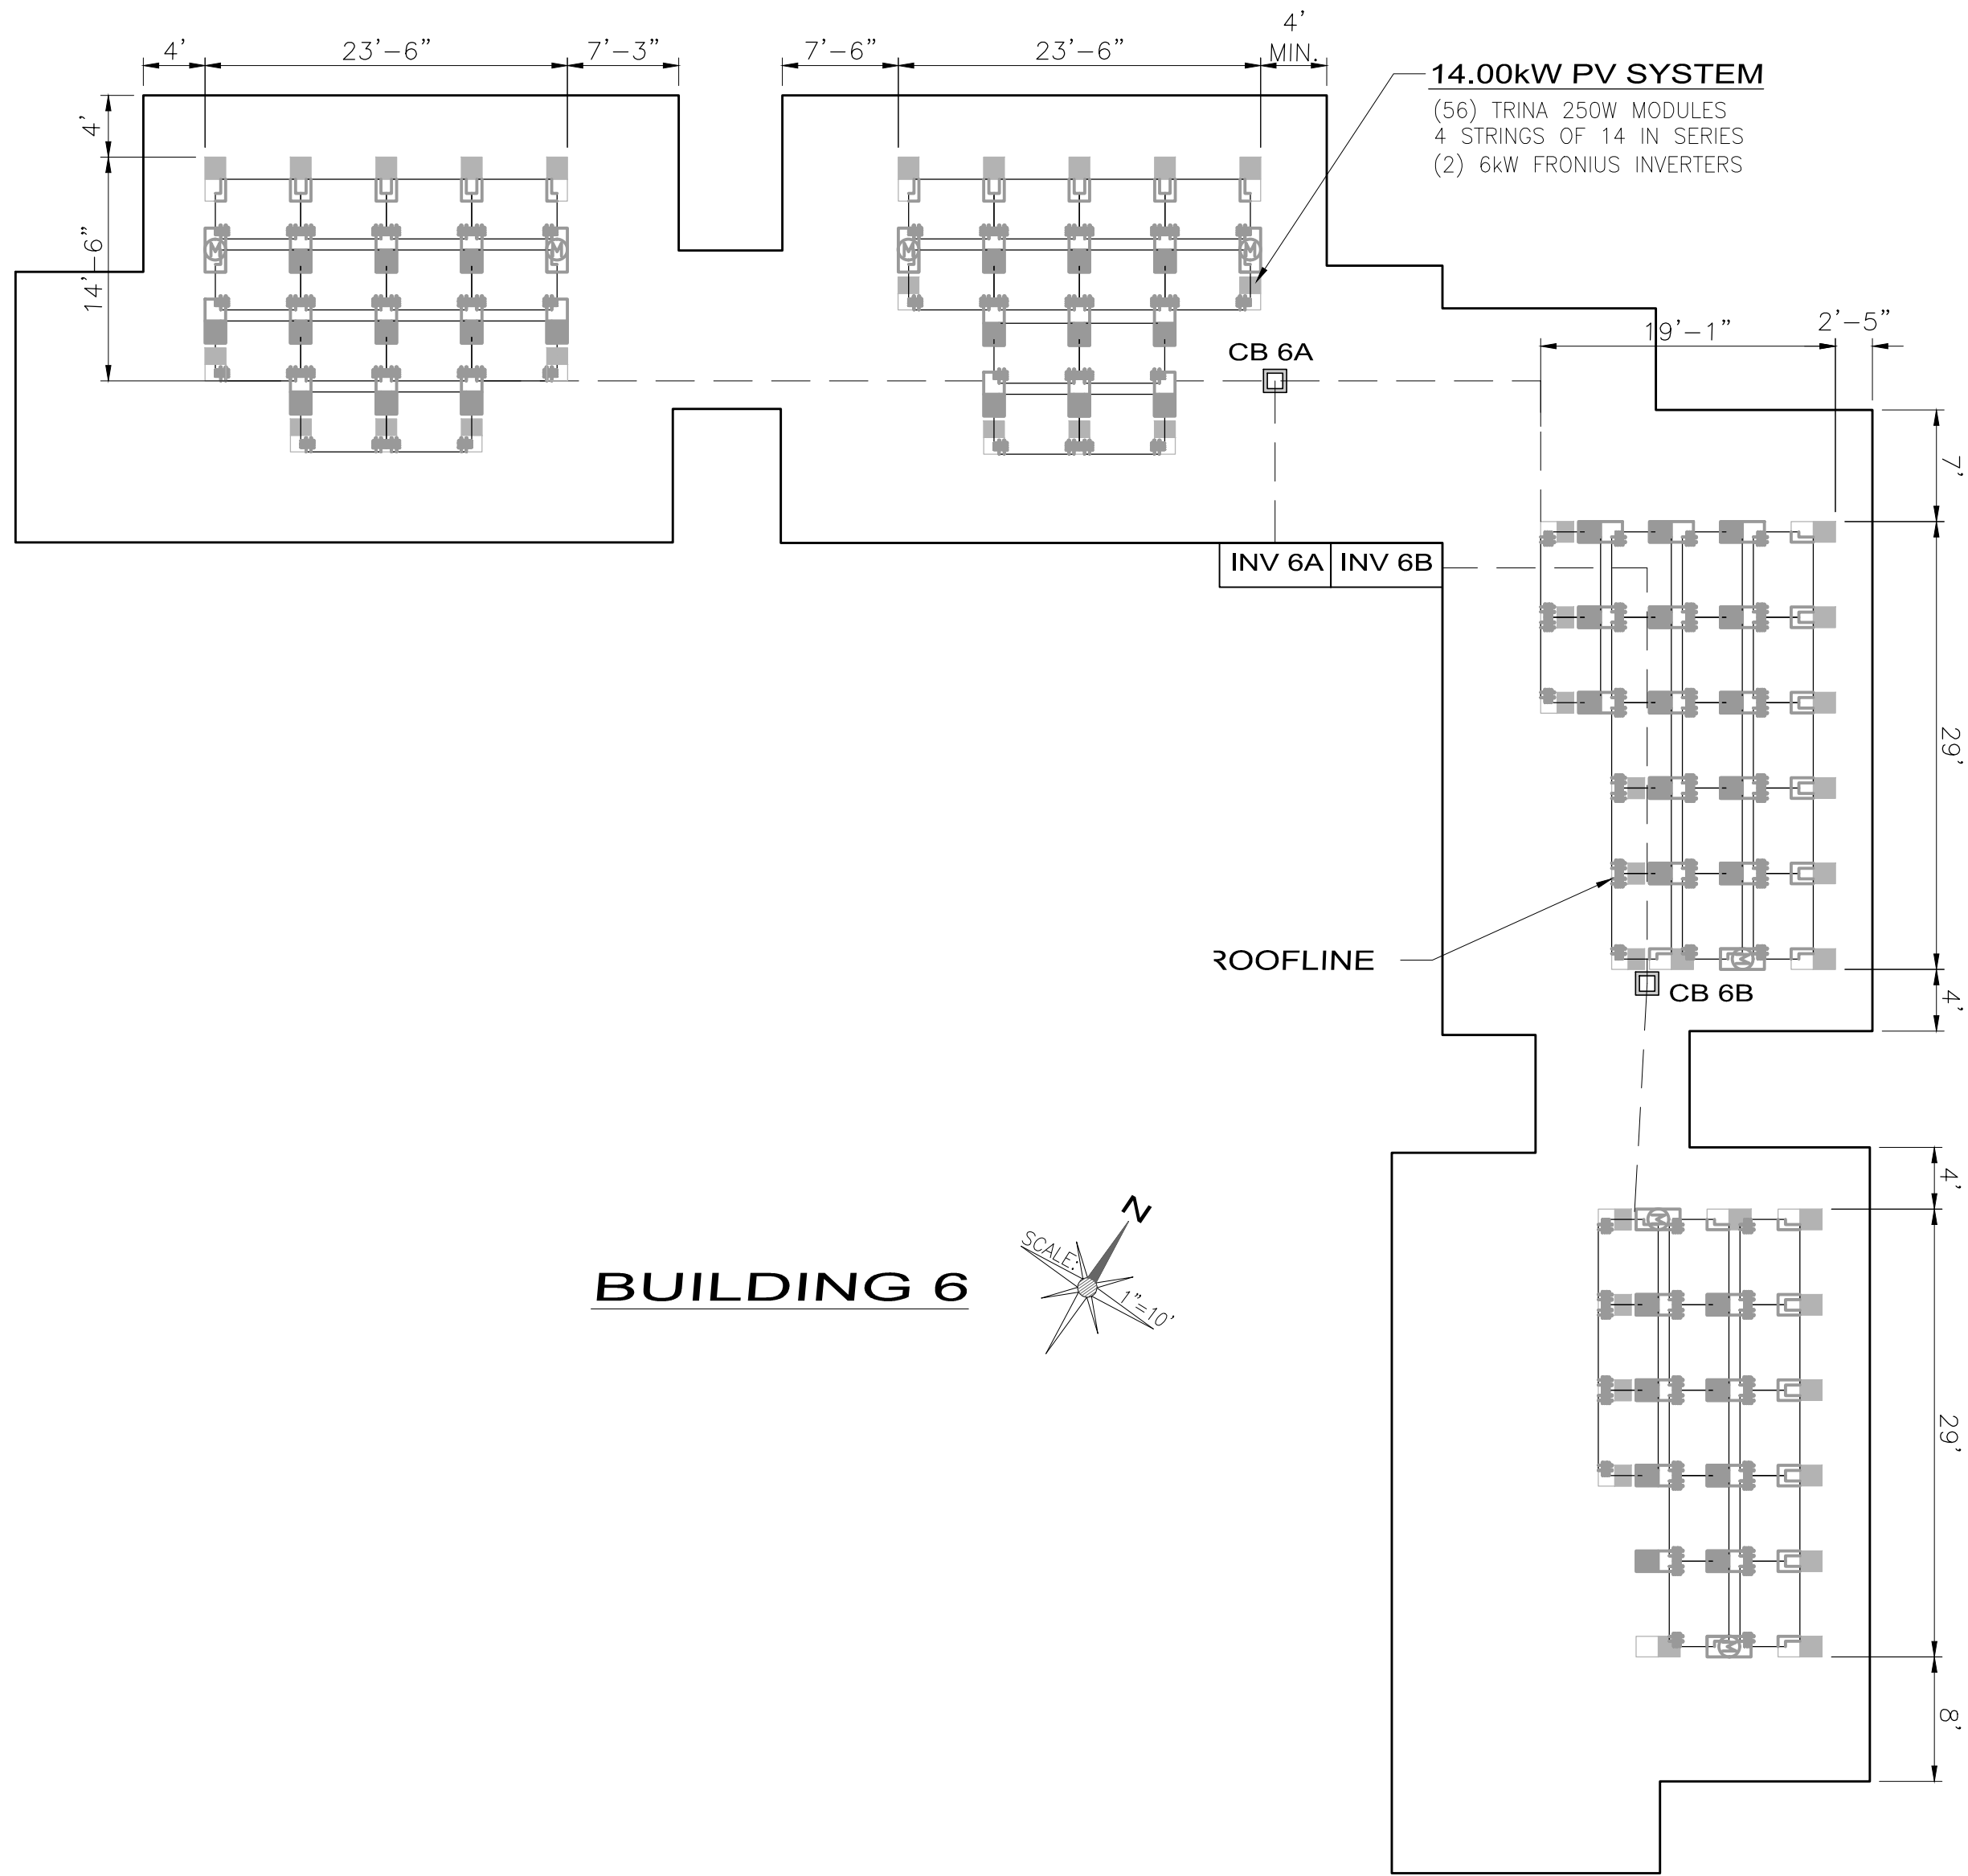 4'
23'-6"
7'-3"
7'-6"
23'-6"
4'
MIN.
14.00kW PV SYSTEM
(56) TRINA 250W MODULES
4 STRINGS OF 14 IN SERIES
(2) 6kW FRONIUS INVERTERS
4'
14'-6"
M
M
M
M
19'-1"
2'-5"
CB 6A
7'
INV 6A
INV 6B
29'
ROOFLINE
M
CB 6B
4'
4'
M
N
SCALE:
1"=10'
BUILDING 6
29'
M
8'